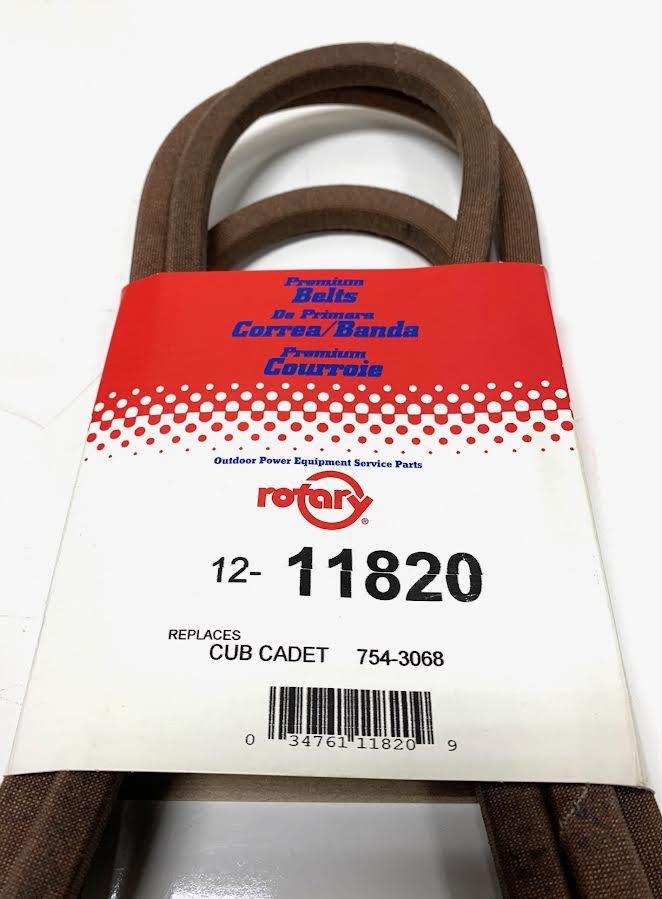 Premium
Belts
De Primera
Correa/Banda
Premium
Courroie
Outdoor Power Equipment Service Parts
rotary®
12- 11820
REPLACES
CUB CADET 754-3068
0 34761 11820 9